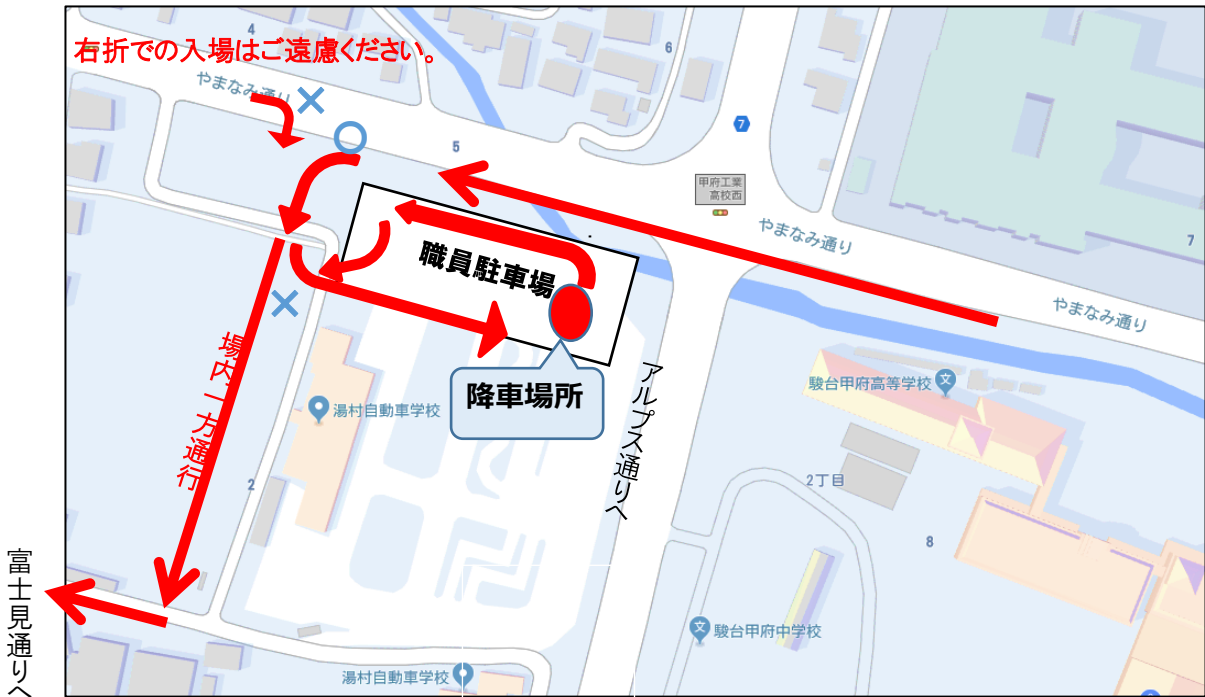 右折での入場はご遠慮ください。
4
6
やまなみ通り
5
7
甲府工業
高校西
やまなみ通り
7
やまなみ通り
職員駐車場
降車場所
アルプス通りへ
駿台甲府高等学校
文
湯村自動車学校
場内一方通行
2
2丁目
8
富士見通りへ
文
駿台甲府中学校
湯村自動車学校